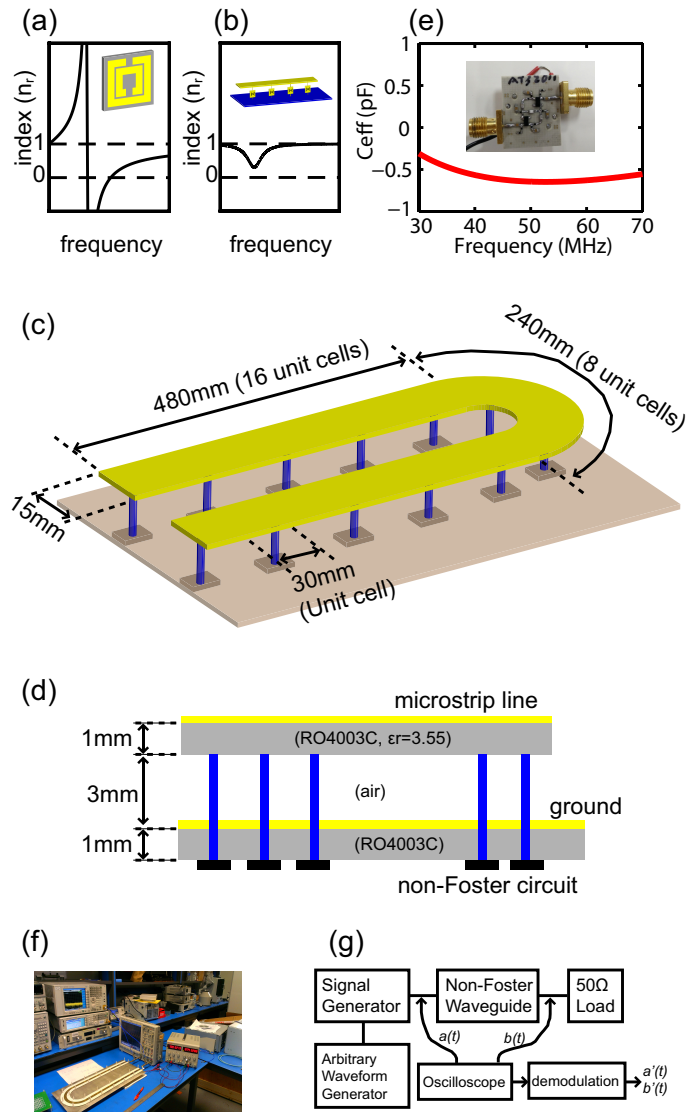 (a)
index (nr)
1
0
frequency
(b)
index (nr)
1
0
frequency
(e)
Ceff (pF)
1
0.5
0
−0.5
−1
30
40
50
60
70
Frequency (MHz)
(c)
480mm (16 unit cells)
240mm (8 unit cells)
15mm
30mm
(Unit cell)
(d)
microstrip line
1mm
(RO4003C, εr=3.55)
3mm
(air)
ground
1mm
(RO4003C)
non-Foster circuit
(f)
(g)
Signal
Generator
Non-Foster
Waveguide
50Ω
Load
a(t)
b(t)
Arbitrary
Waveform
Generator
Oscilloscope
demodulation
a'(t)
b'(t)